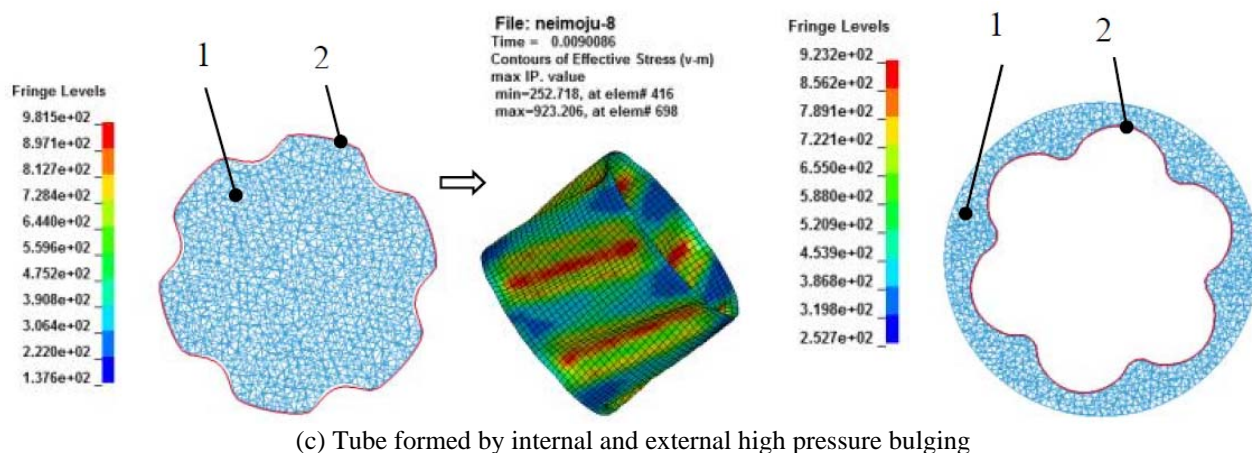 1
2
Fringe Levels
9.815e+02
8.971e+02
8.127e+02
7.284e+02
6.440e+02
5.596e+02
4.752e+02
3.908e+02
3.064e+02
2.220e+02
1.376e+02
File: neimoju-8
Time = 0.0090086
Contours of Effective Stress (v-m)
max IP. value
min=252.718, at elem# 416
max=923.206, at elem# 698
Fringe Levels
9.232e+02
8.562e+02
7.891e+02
7.221e+02
6.550e+02
5.880e+02
5.209e+02
4.539e+02
3.868e+02
3.198e+02
2.527e+02
1
2
(c) Tube formed by internal and external high pressure bulging